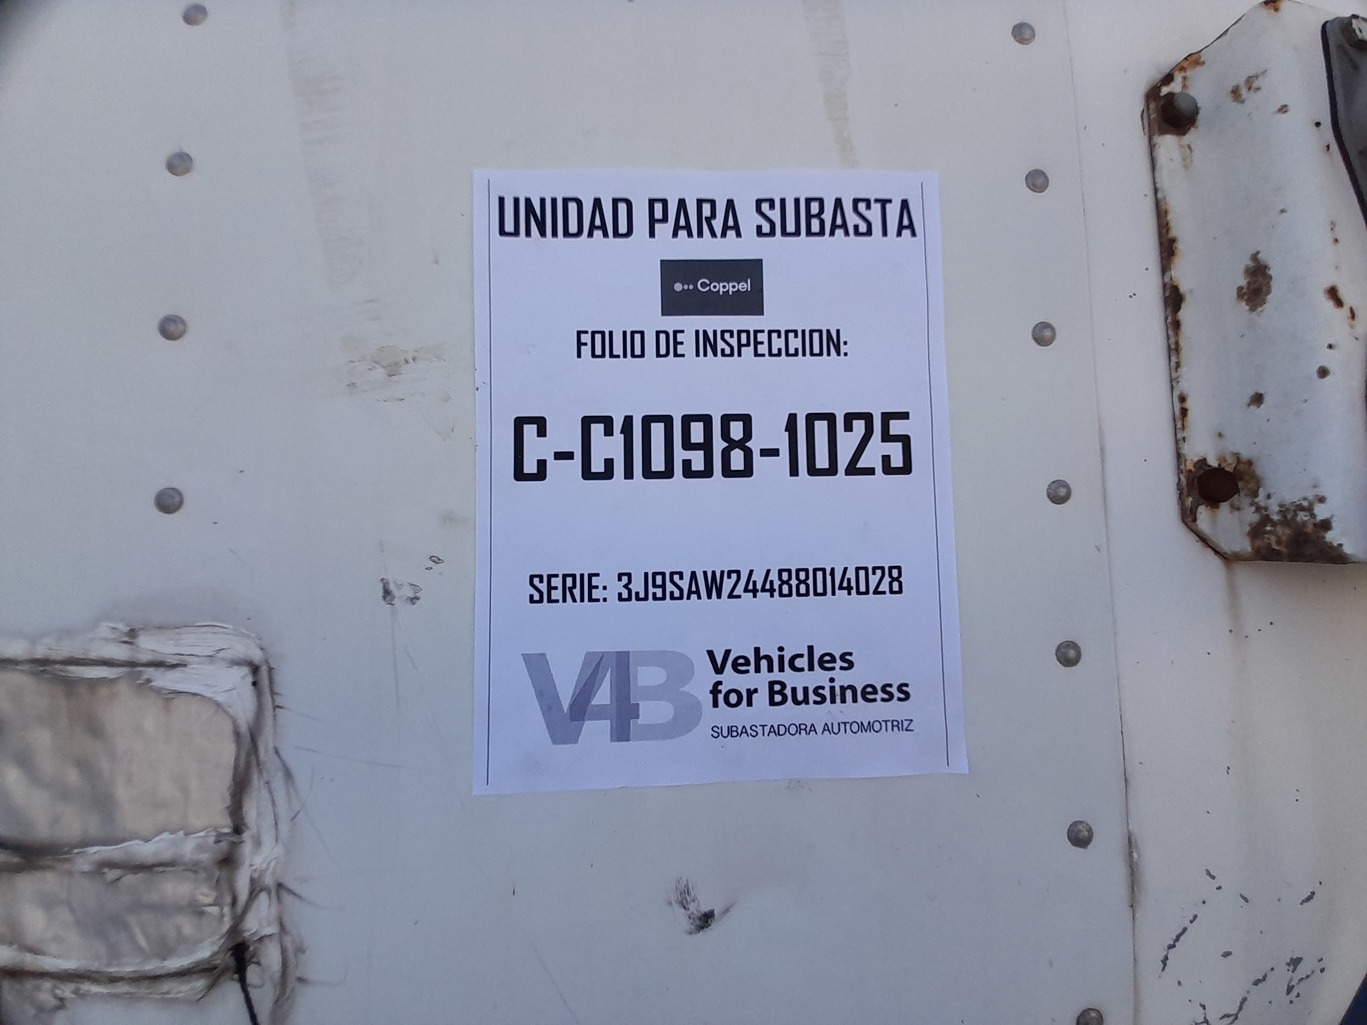 UNIDAD PARA SUBASTA
Coppel
FOLIO DE INSPECCION:
C-C1098-1025
SERIE: 3J9SAW24488014028
V4B
Vehicles
for Business
SUBASTADORA AUTOMOTRIZ